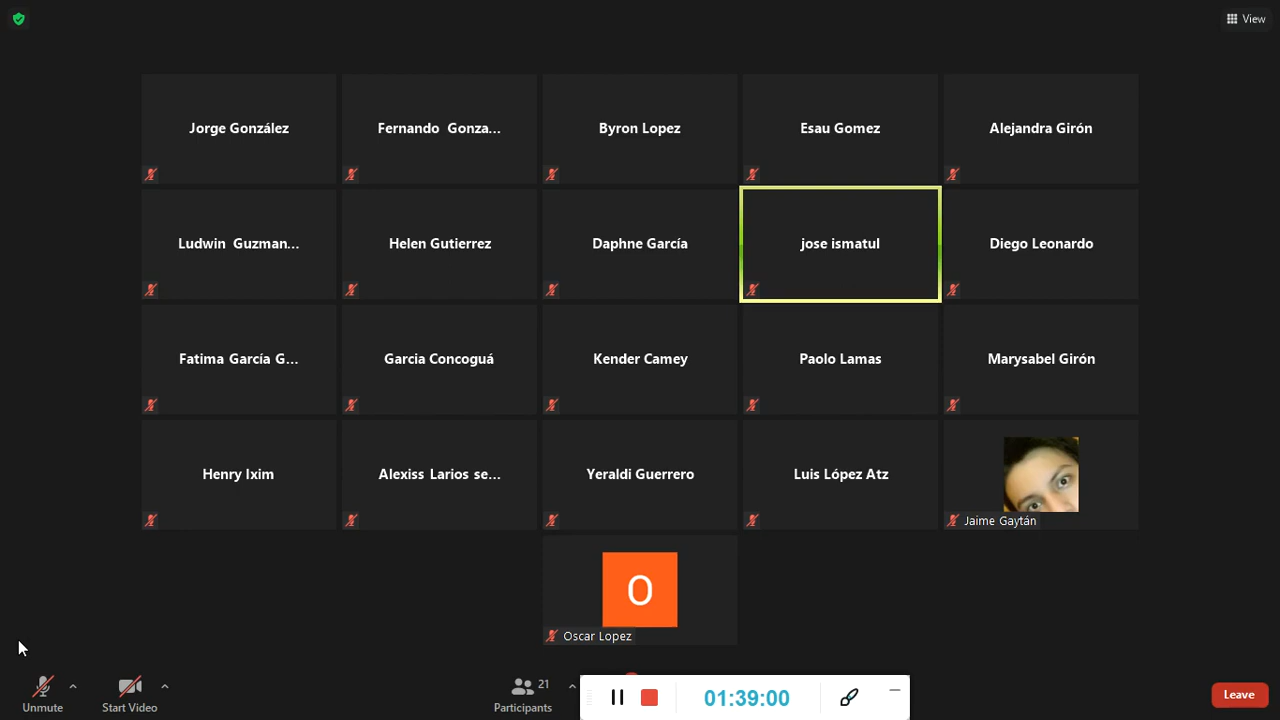 View
Jorge González
Fernando Gonza...
Byron Lopez
Esau Gomez
Alejandra Girón
Ludwin Guzman...
Helen Gutierrez
Daphne García
jose ismatul
Diego Leonardo
Fatima García G...
Garcia Concoguá
Kender Camey
Paolo Lamas
Marysabel Girón
Henry Ixim
Alexiss Larios se...
Yeraldi Guerrero
Luis López Atz
Jaime Gaytán
O
Oscar Lopez
Unmute
Start Video
21
Participants
01:39:00
Leave